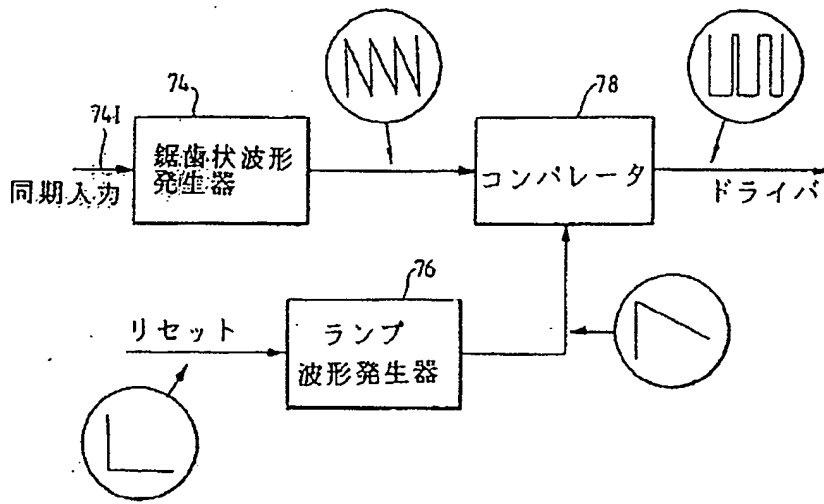 74
78
74I
鋸歯状波形
発生器
コンパレータ
同期入力
ドライバ
76
リセット
ランプ
波形発生器